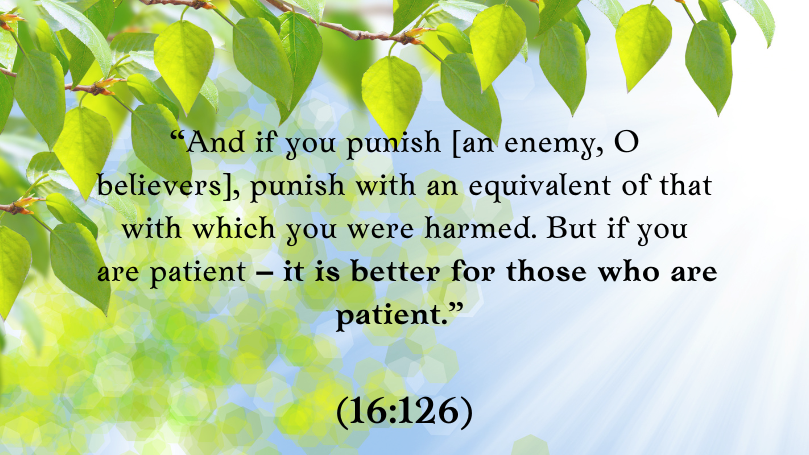 “And if you punish [an enemy, O
believers], punish with an equivalent of that
with which you were harmed. But if you
are patient – it is better for those who are
patient.”
(16:126)